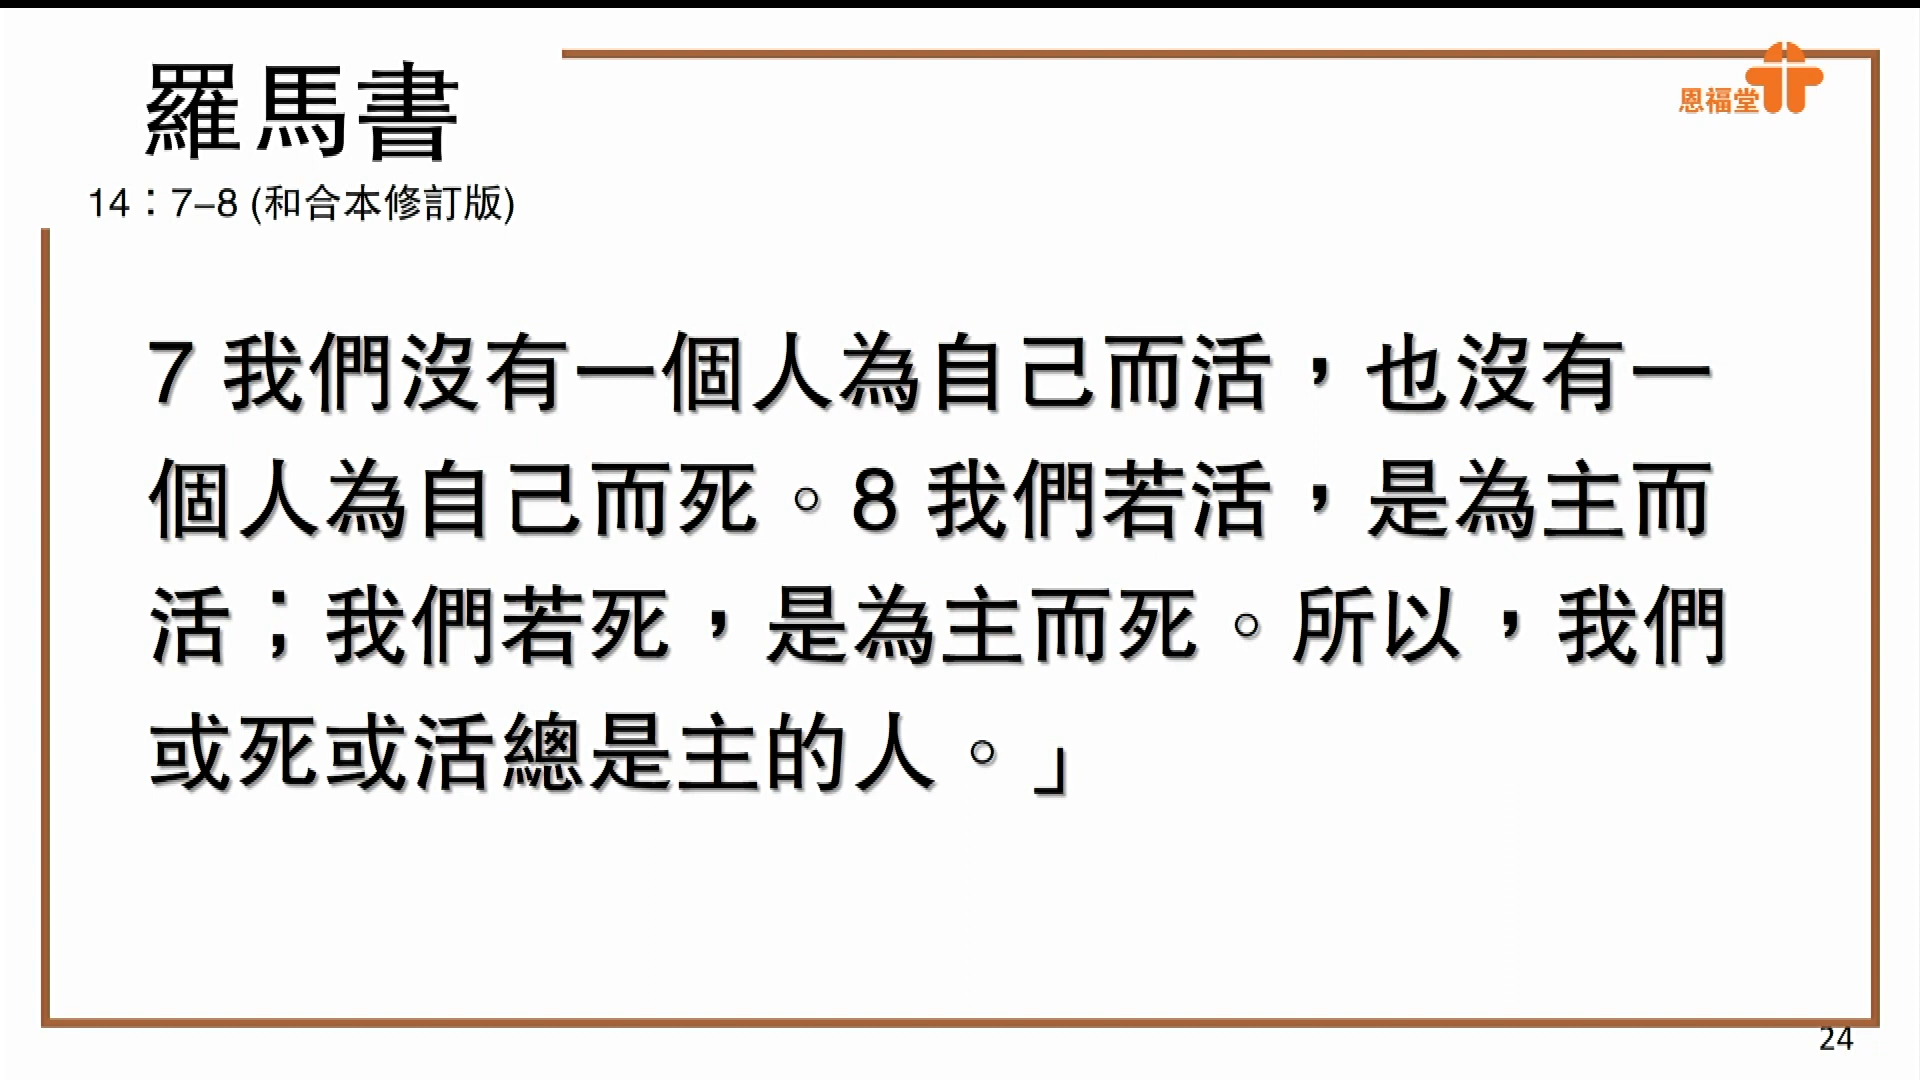 羅馬書
恩福堂
14：7–8 (和合本修訂版)
7 我們沒有一個人為自己而活，也沒有一
個人為自己而死。8 我們若活，是為主而
活；我們若死，是為主而死。所以，我們
或死或活總是主的人。」
24